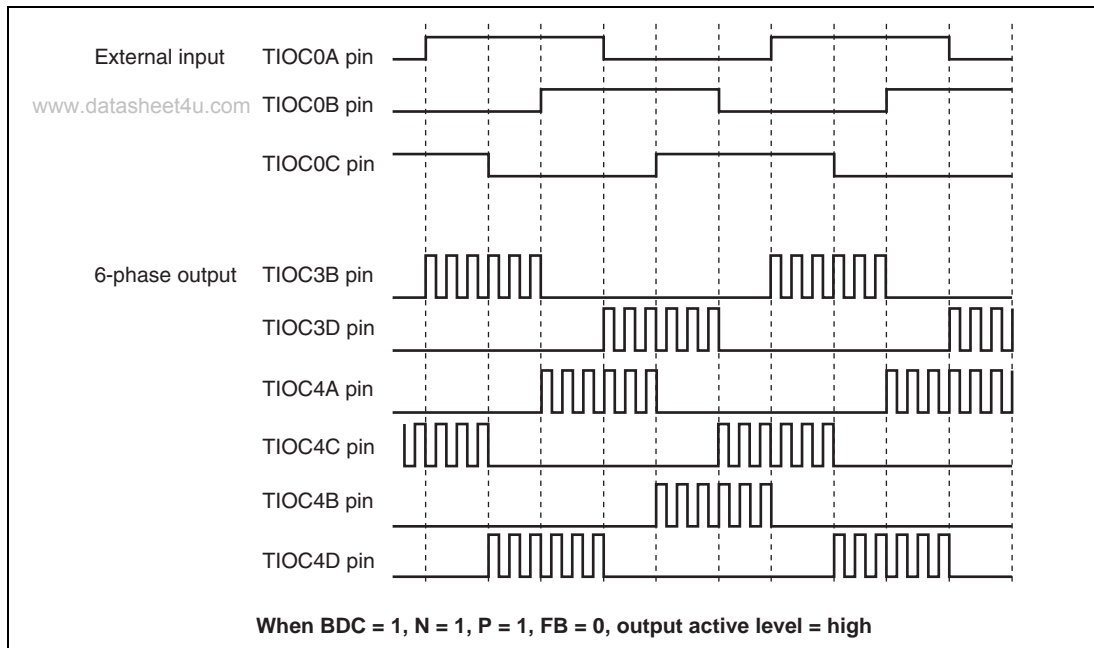 External input TIOC0A pin
www.datasheet4u.com TIOC0B pin
TIOC0C pin
6-phase output TIOC3B pin
TIOC3D pin
TIOC4A pin
TIOC4C pin
TIOC4B pin
TIOC4D pin
When BDC = 1, N = 1, P = 1, FB = 0, output active level = high